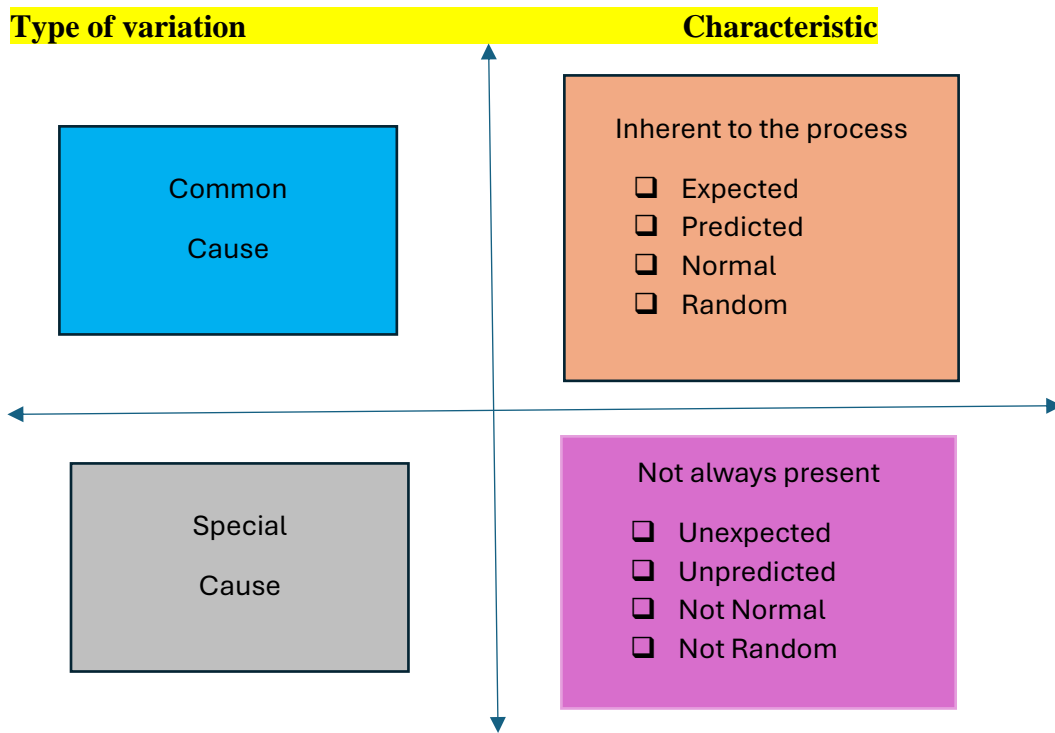 Type of variation Characteristic
Common
Cause
Inherent to the process
❑ Expected
❑ Predicted
❑ Normal
❑ Random
Special
Cause
Not always present
❑ Unexpected
❑ Unpredicted
❑ Not Normal
❑ Not Random